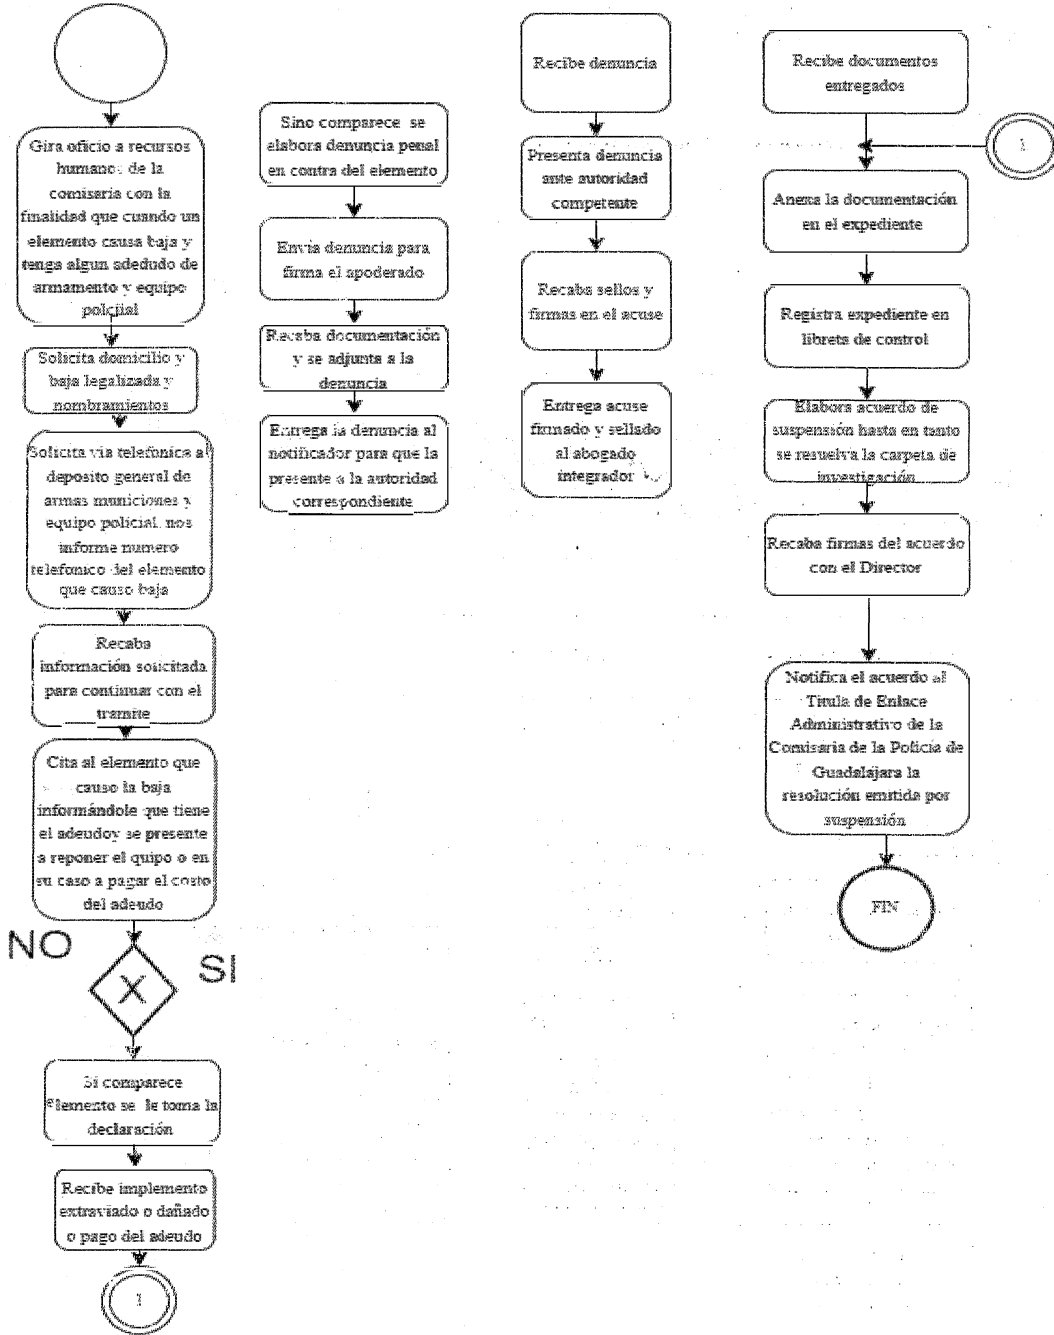 Gira oficio a recursos
humanos de la
comisaria con la
finalidad que cuando un
elemento causa baja y
tenga algun adedudo de
armamento y equipo
polcjial
Solicita domicilio y
baja legalizada y
nombramientos
Solicita via telefonica al
deposito general de
armas municiones y
equipo policial, nos
informe numero
telefonico del elemento
que causo baja
Recaba
información solicitada
para continuar con el
tramite
Cita al elemento que
causo la baja
informándole que tiene
el adeudoy se presente
a reponer el quipo o en
su caso a pagar el costo
del adeudo
NO
SI
X
Si comparece
elemento se le toma la
declaración
Recibe implemento
extraviado o dañado
o pago del adeudo
1
Sino comparece se
elabora denuncia penal
en contra del elemento
Envia denuncia para
firma el apoderado
Recaba documentación
y se adjunta a la
denuncia
Entrega la denuncia al
notificador para que la
presente a la autoridad
correspondiente
Recibe denuncia
Presenta denuncia
ante autoridad
competente
Recaba sellos y
firmas en el acuse
Entrega acuse
firmado y sellado
al abogado
integrador
Recibe documentos
entregados
1
Anexa la documentación
en el expediente
Registra expediente en
libreta de control
Elabora acuerdo de
suspensión hasta en tanto
se resuelva la carpeta de
investigación
Recaba firmas del acuerdo
con el Director
Notifica el acuerdo al
Titula de Enlace
Administrativo de la
Comisaria de la Policía de
Guadalajara la
resolución emitida por
suspensión
FIN